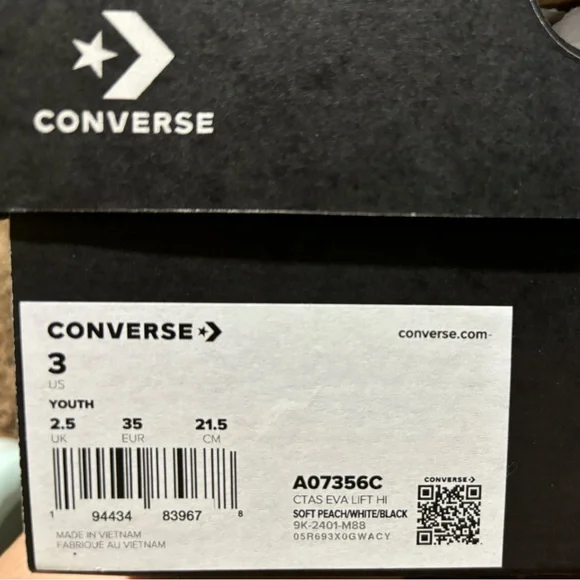 CONVERSE
CONVERSE
converse.com
3
US
YOUTH
2.5 35 21.5
UK EUR CM
1 94434 83967 8
MADE IN VIETNAM
FABRIQUÉ AU VIETNAM
A07356C
CTAS EVA LIFT HI
SOFT PEACH/WHITE/BLACK
9K-2401-M88
05R693X0GWACY
CONVERSE